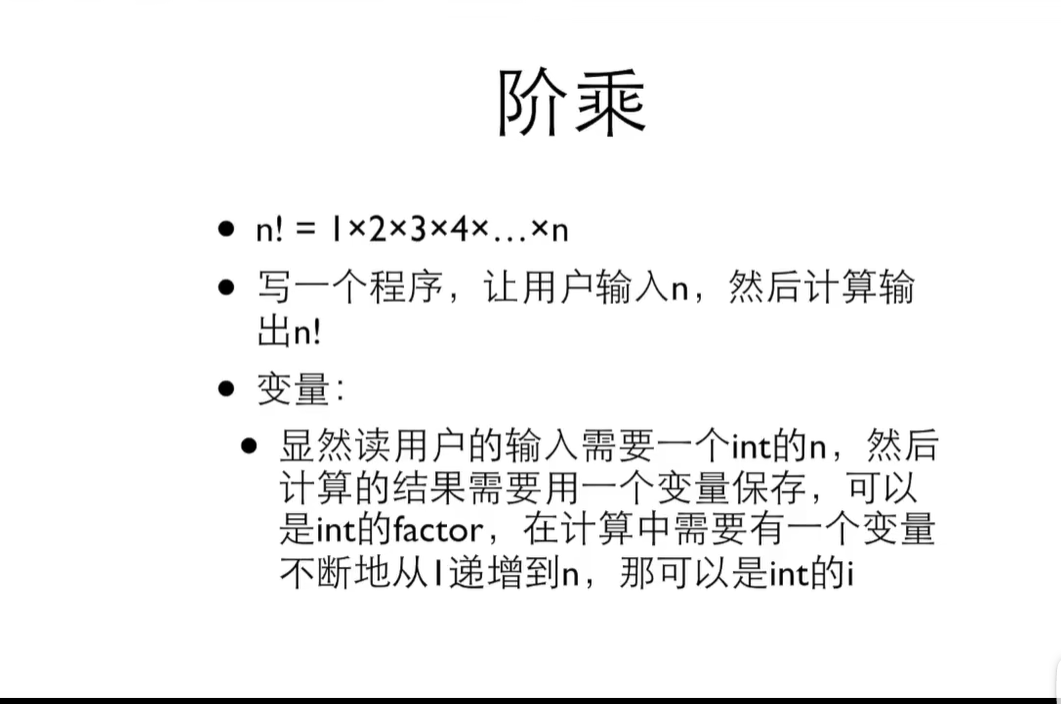 阶乘
● n! = 1×2×3×4×…×n
● 写一个程序，让用户输入n，然后计算输
出n!
● 变量：
● 显然读用户的输入需要一个int的n，然后
计算的结果需要用一个变量保存，可以
是int的factor，在计算中需要有一个变量
不断地从1递增到n，那可以是int的i